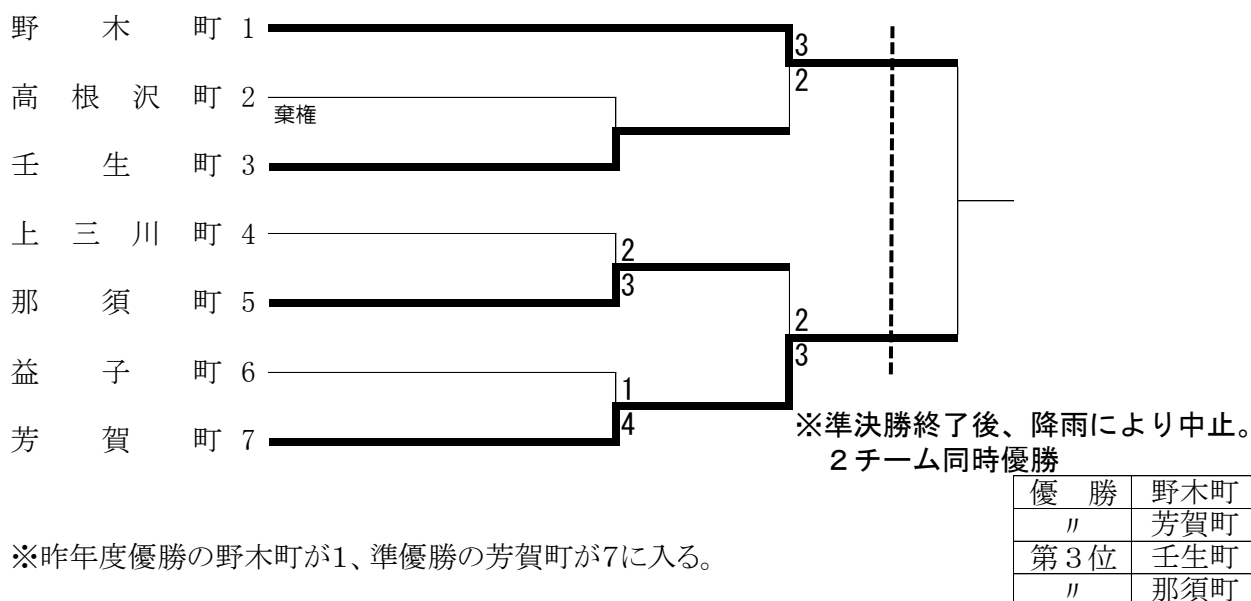 野木町 1
3
2
高根沢町 2
棄権
壬生町 3
上三川町 4
2
3
那須町 5
2
3
益子町 6
1
4
芳賀町 7
※準決勝終了後、降雨により中止。
２チーム同時優勝
優 勝 野木町
〃 芳賀町
第３位 壬生町
〃 那須町
※昨年度優勝の野木町が1、準優勝の芳賀町が7に入る。